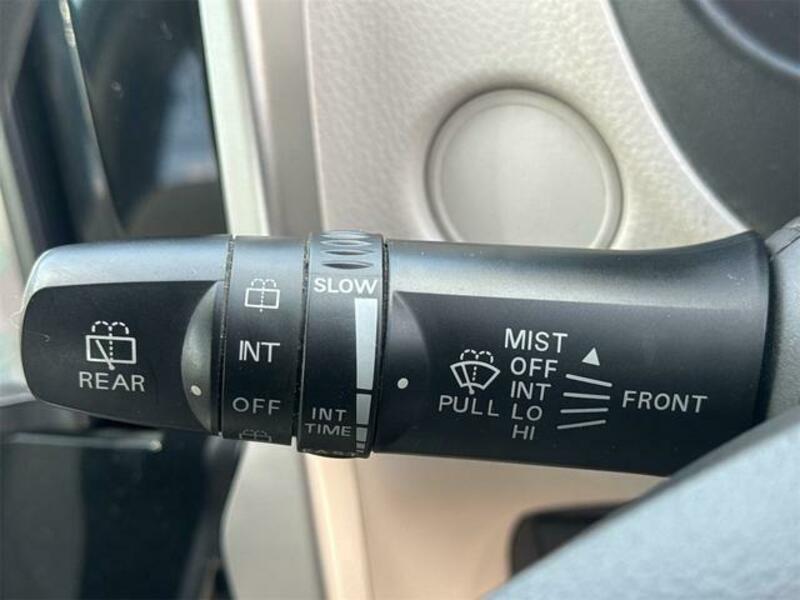 REAR
INT
OFF
SLOW
INT
TIME
PULL
MIST
OFF
INT
LO
HI
FRONT